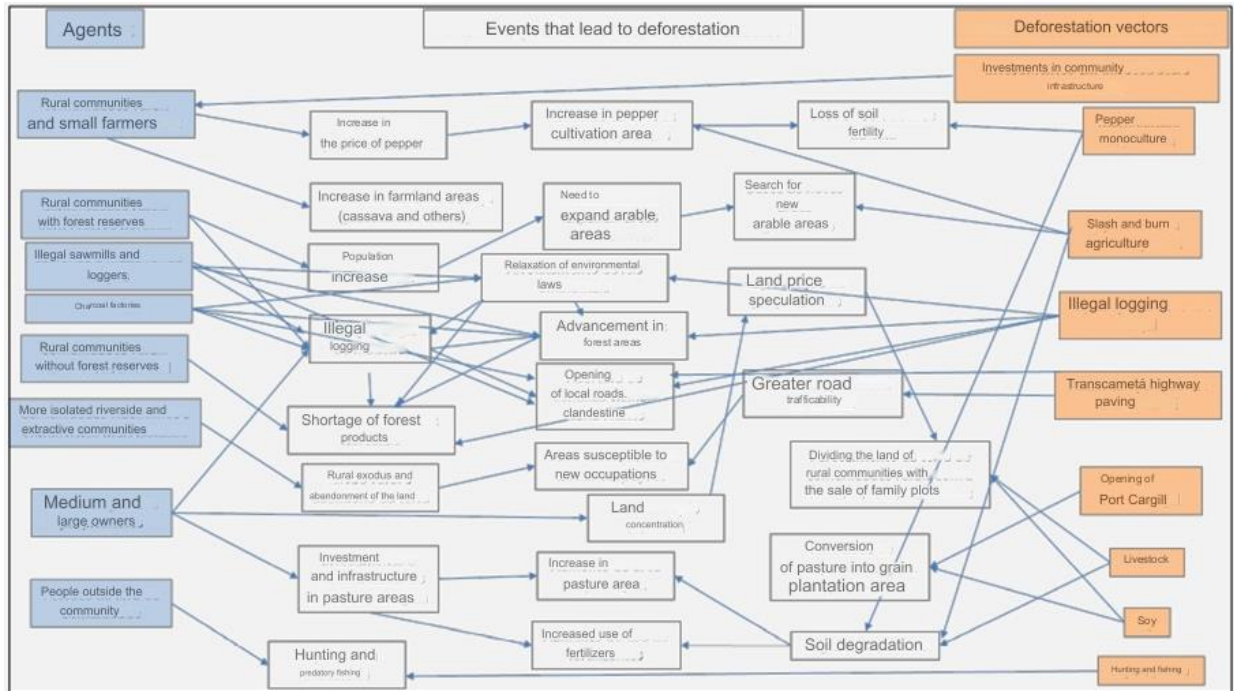 Agents
Events that lead to deforestation
Deforestation vectors
Investments in community
infrastructure
Rural communities
and small farmers
Increase in
the price of pepper
Increase in pepper
cultivation area
Loss of soil
fertility
Pepper
monoculture
Rural communities
with forest reserves
Increase in farmland areas
(cassava and others)
Need to
expand arable
areas
Search for
new
arable areas
Slash and burn
agriculture
Illegal sawmills and
loggers
Population
increase
Relaxation of environmental
laws
Land price
speculation
Charcoal factories
Illegal
logging
Advancement in
forest areas
Illegal logging
Rural communities
without forest reserves
Opening
of local roads.
clandestine
Greater road
trafficability
Transcametá highway
paving
More isolated riverside and
extractive communities
Shortage of forest
products
Rural exodus and
abandonment of the land
Areas susceptible to
new occupations
Dividing the land of
rural communities with
the sale of family plots
Opening of
Port Cargill
Medium and
large owners
Land
concentration
Investment
and infrastructure
in pasture areas
Increase in
pasture area
Conversion
of pasture into grain
plantation area
Livestock
People outside the
community
Increased use of
fertilizers
Soil degradation
Soy
Hunting and
predatory fishing
Hunting and fishing